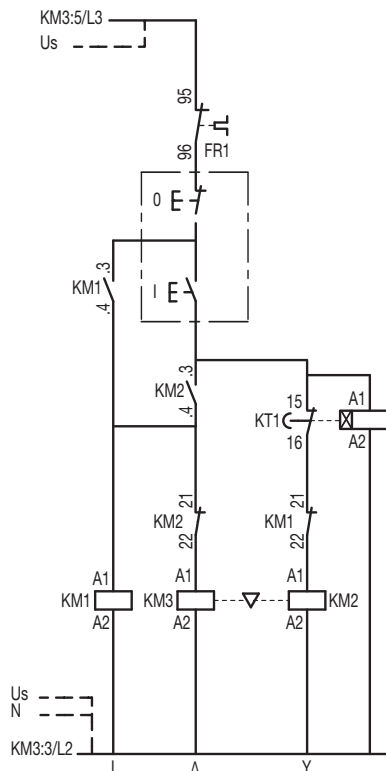 KM3:5/L3
Us
95
96
FR1
0
.3
KM1
.4
I
.3
KM2
.4
15
KT1
16
A1
A2
21
KM2
22
21
KM1
22
A1
KM1
A2
A1
KM3
A2
A1
KM2
A2
Us
N
KM3:3/L2
L
Δ
Y